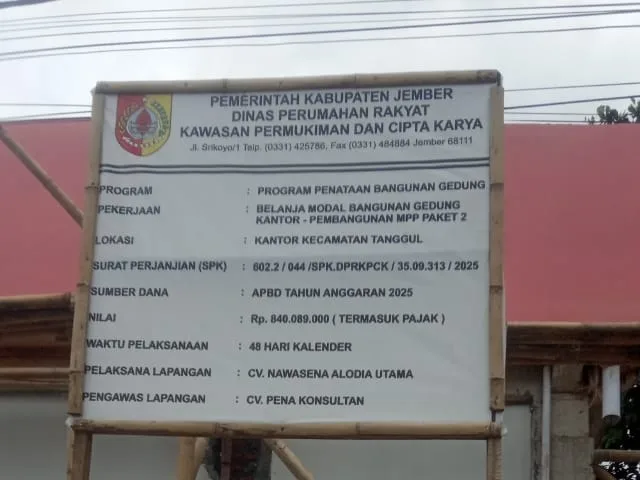 PEMERINTAH KABUPATEN JEMBER
DINAS PERUMAHAN RAKYAT
KAWASAN PERMUKIMAN DAN CIPTA KARYA
Jl. Srikoyo/1 Telp. (0331) 425786, Fax (0331) 484884 Jember 68111
PROGRAM : PROGRAM PENATAAN BANGUNAN GEDUNG
PEKERJAAN : BELANJA MODAL BANGUNAN GEDUNG
KANTOR - PEMBANGUNAN MPP PAKET 2
LOKASI : KANTOR KECAMATAN TANGGUL
SURAT PERJANJIAN (SPK) : 602.2 / 044 /SPK.DPRKPCK / 35.09.313 / 2025
SUMBER DANA : APBD TAHUN ANGGARAN 2025
NILAI : Rp. 840.089.000 ( TERMASUK PAJAK )
WAKTU PELAKSANAAN : 48 HARI KALENDER
PELAKSANA LAPANGAN : CV. NAWASENA ALODIA UTAMA
PENGAWAS LAPANGAN : CV. PENA KONSULTAN